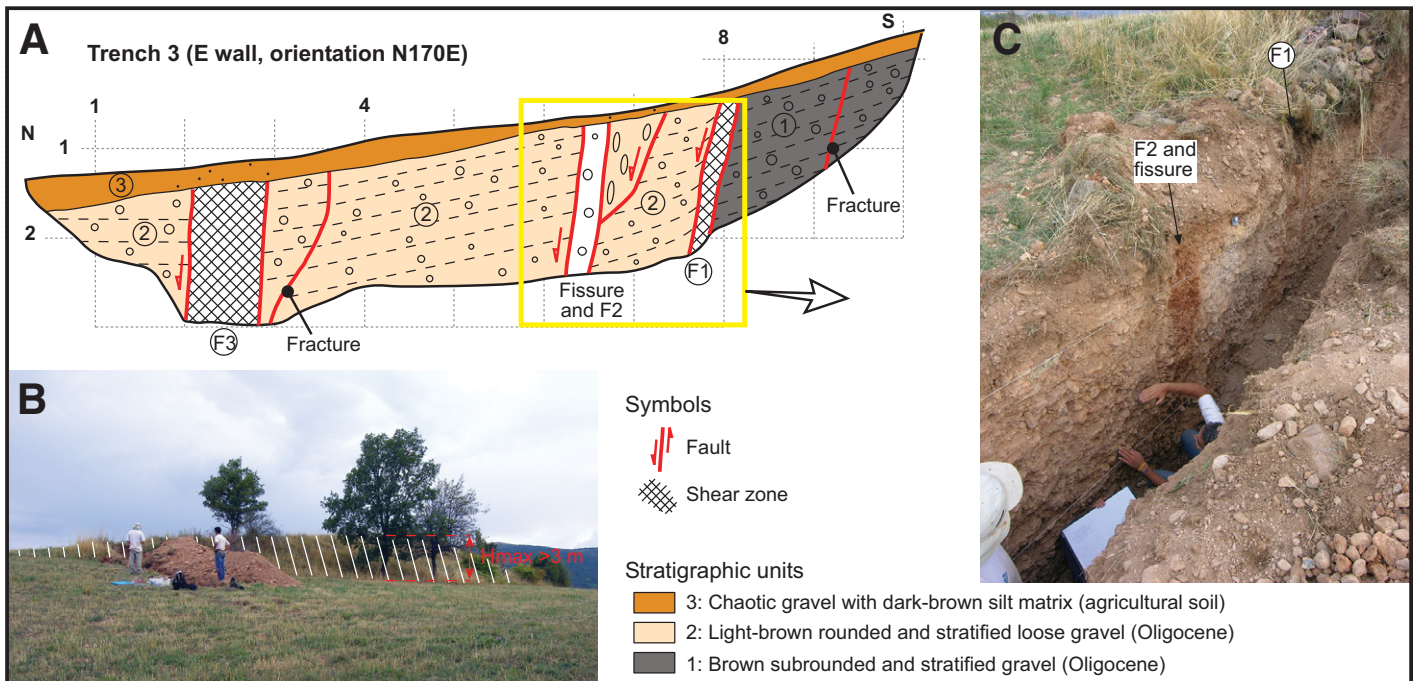 A
Trench 3 (E wall, orientation N170E)
S
8
4
1
N
1
2
3
2
2
2
1
Fracture
F1
Fissure
and F2
F3
Fracture
B
Hmax >3 m
Symbols
Fault
Shear zone
Stratigraphic units
3: Chaotic gravel with dark-brown silt matrix (agricultural soil)
2: Light-brown rounded and stratified loose gravel (Oligocene)
1: Brown subrounded and stratified gravel (Oligocene)
C
F1
F2 and
fissure